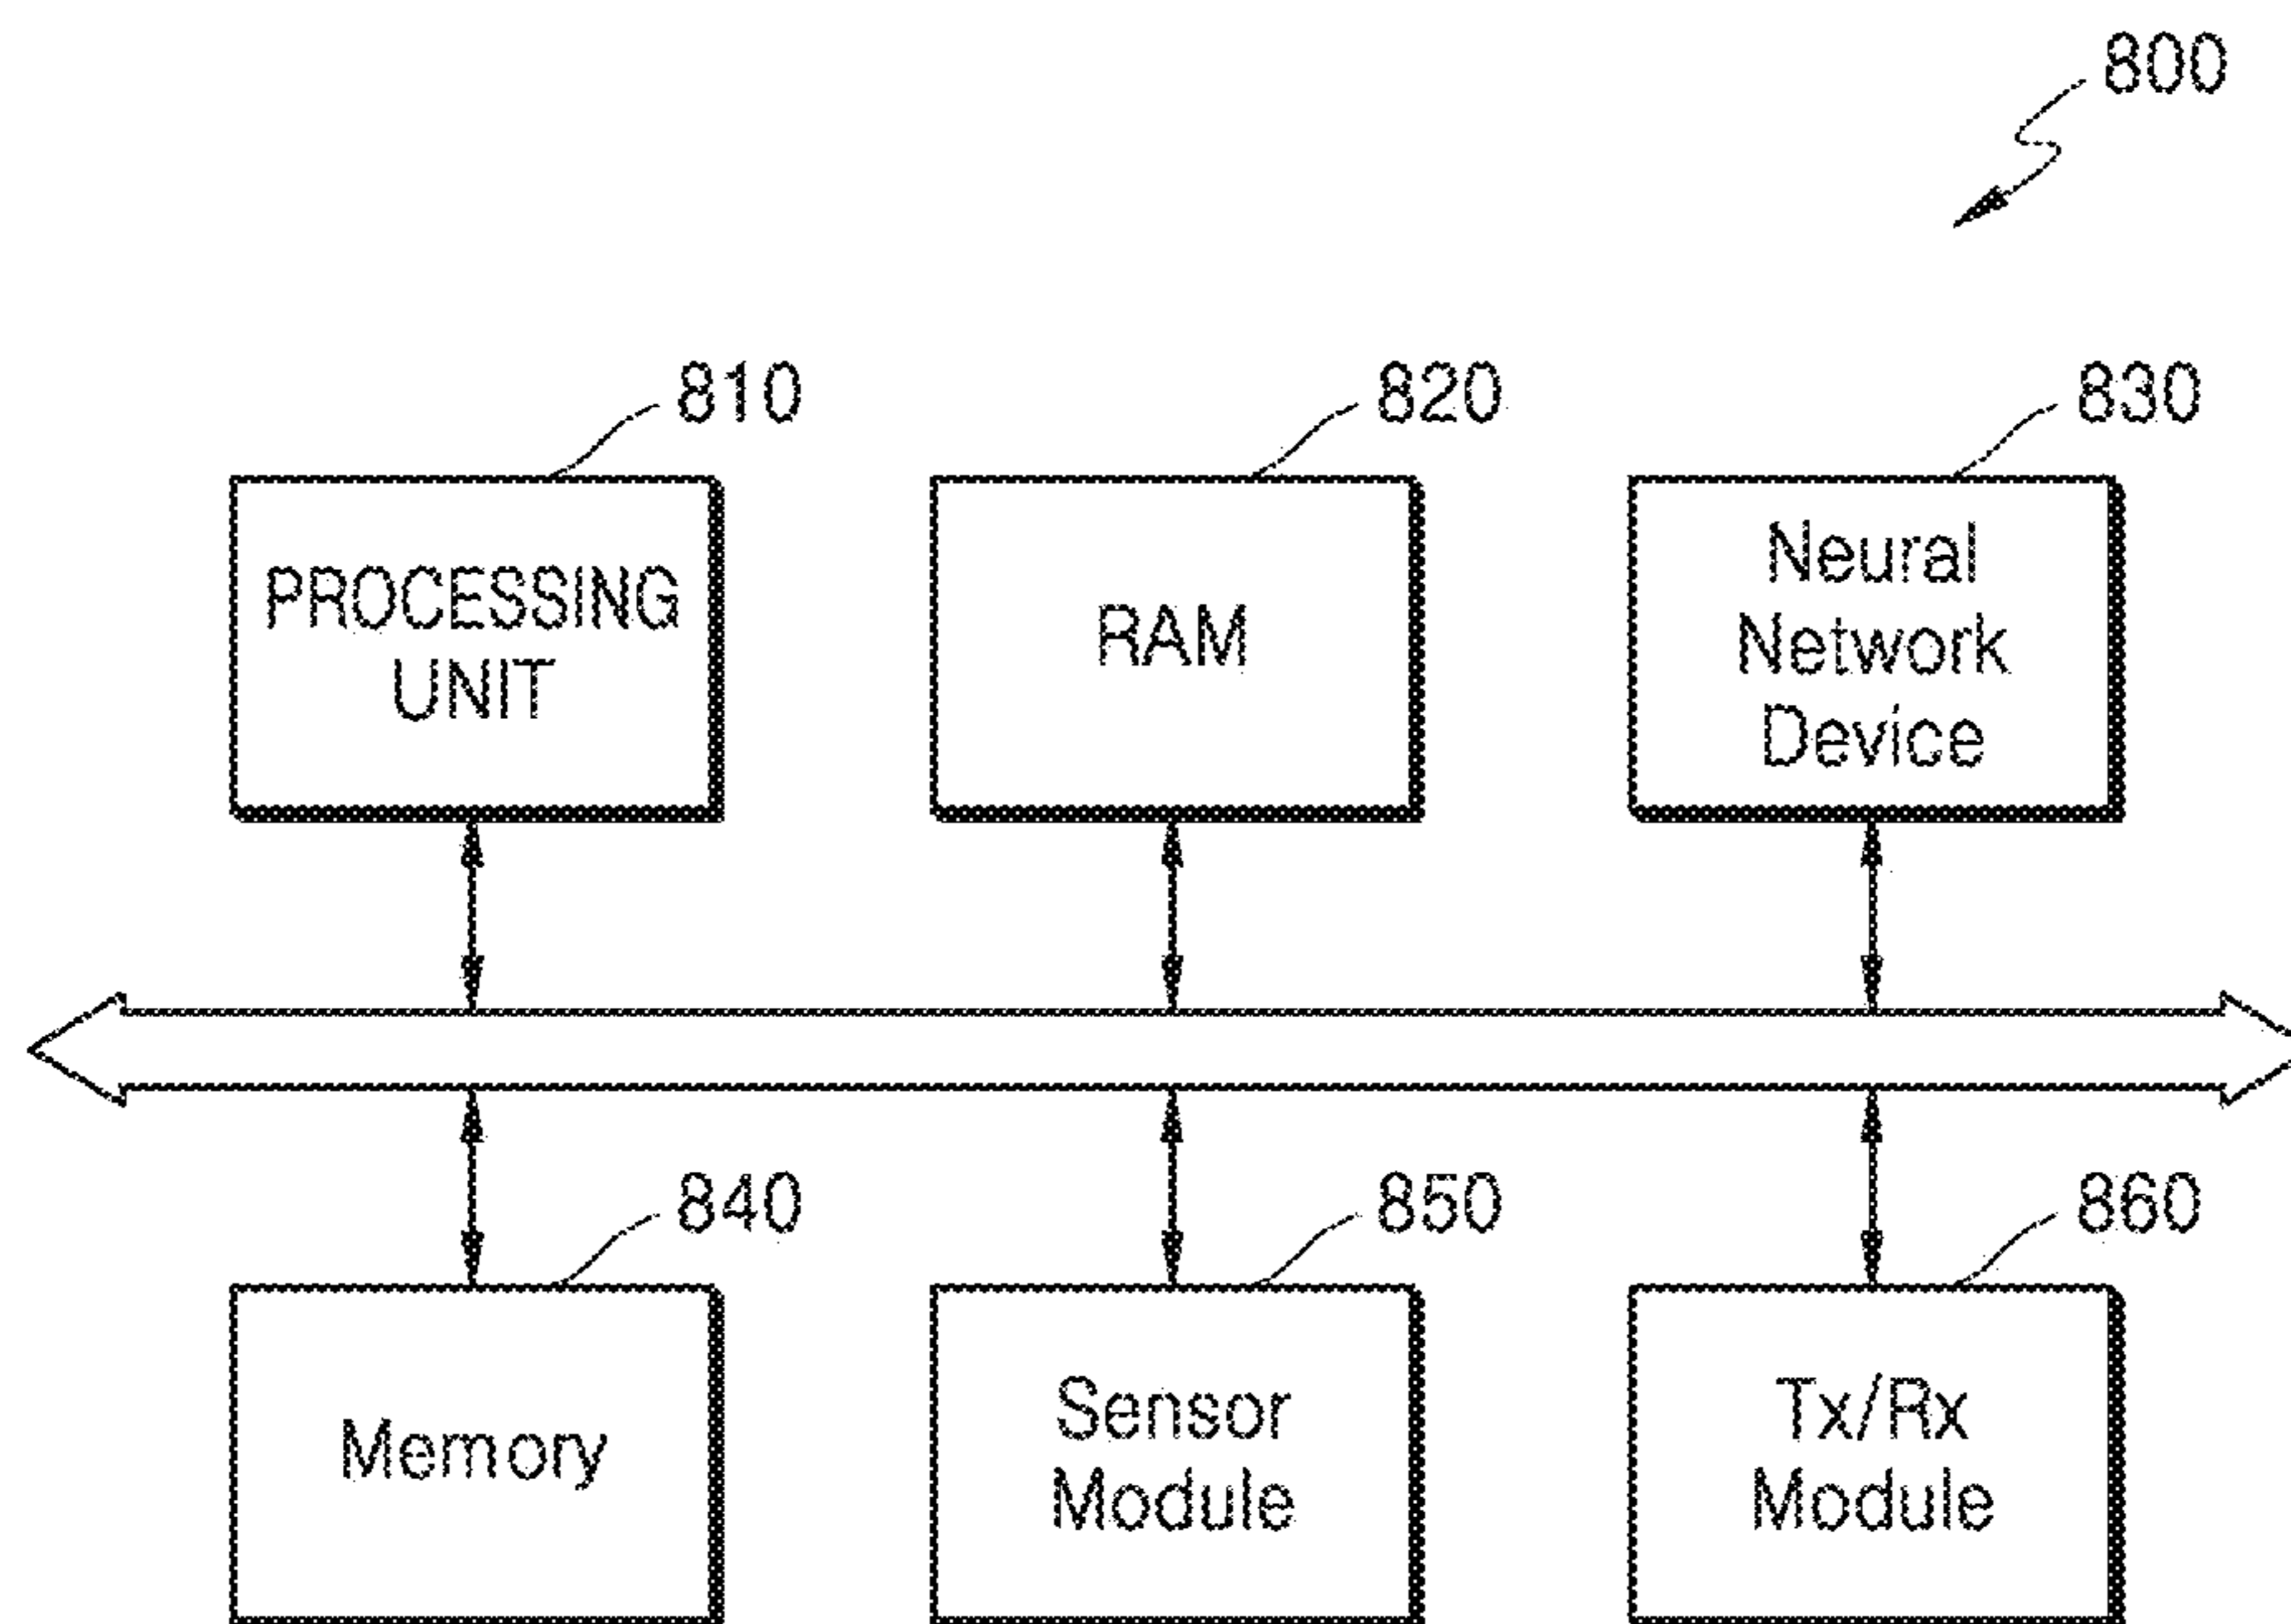 800
810
820
830
PROCESSING
UNIT
RAM
Neural
Network
Device
840
850
860
Memory
Sensor
Module
Tx/Rx
Module